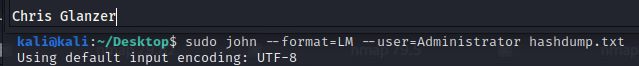 Chris Glanzer
kali@kali:~/Desktop$ sudo john --format=LM --user=Administrator hashdump.txt
Using default input encoding: UTF-8